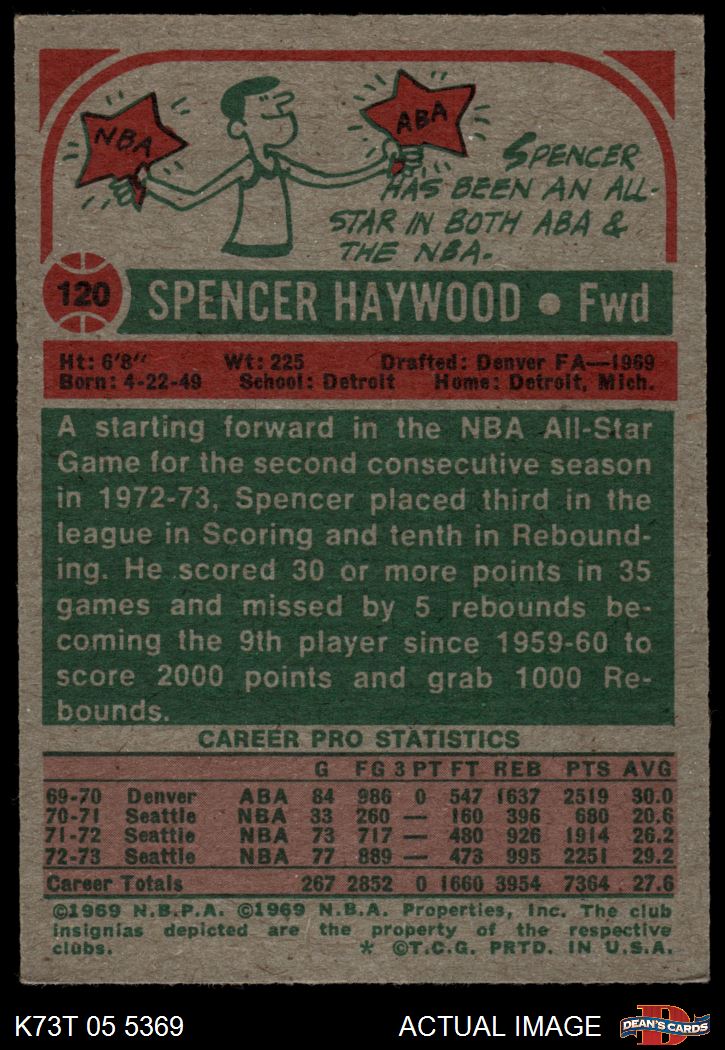 NBA
ABA
SPENCER
HAS BEEN AN ALL-
STAR IN BOTH ABA &
THE NBA.
120 SPENCER HAYWOOD • Fwd
Ht: 6'8" Wt: 225 Drafted: Denver FA—1969
Born: 4-22-49 School: Detroit Home: Detroit, Mich.
A starting forward in the NBA All-Star
Game for the second consecutive season
in 1972-73, Spencer placed third in the
league in Scoring and tenth in Rebound-
ing. He scored 30 or more points in 35
games and missed by 5 rebounds be-
coming the 9th player since 1959-60 to
score 2000 points and grab 1000 Re-
bounds.
CAREER PRO STATISTICS
G FG 3 PT FT REB PTS AVG
69-70 Denver ABA 84 986 0 547 1637 2519 30.0
70-71 Seattle NBA 33 260 — 160 396 680 20.6
71-72 Seattle NBA 73 717 — 480 926 1914 26.2
72-73 Seattle NBA 77 889 — 473 995 2251 29.2
Career Totals 267 2852 0 1660 3954 7364 27.6
©1969 N.B.P.A. ©1969 N.B.A. Properties, Inc. The club
insignias depicted are the property of the respective
clubs. * ©T.C.G. PRTD. IN U.S.A.
K73T 05 5369 ACTUAL IMAGE D DEAN'S CARDS